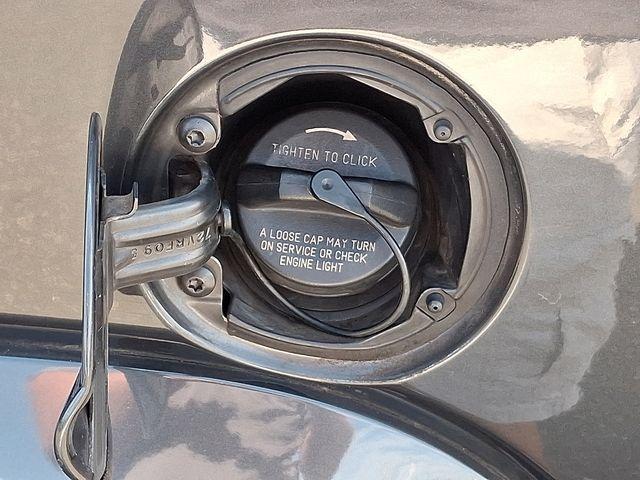 TIGHTEN TO CLICK
A LOOSE CAP MAY TURN
ON SERVICE OR CHECK
ENGINE LIGHT